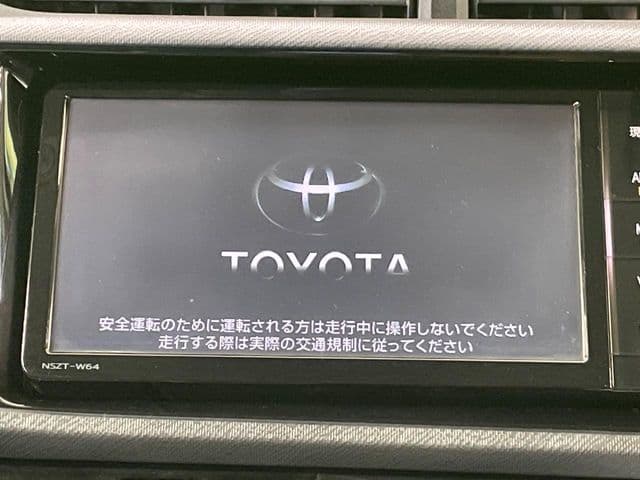 TOYOTA
安全運転のために運転される方は走行中に操作しないでください
走行する際は実際の交通規制に従ってください
NSZT-W64
現